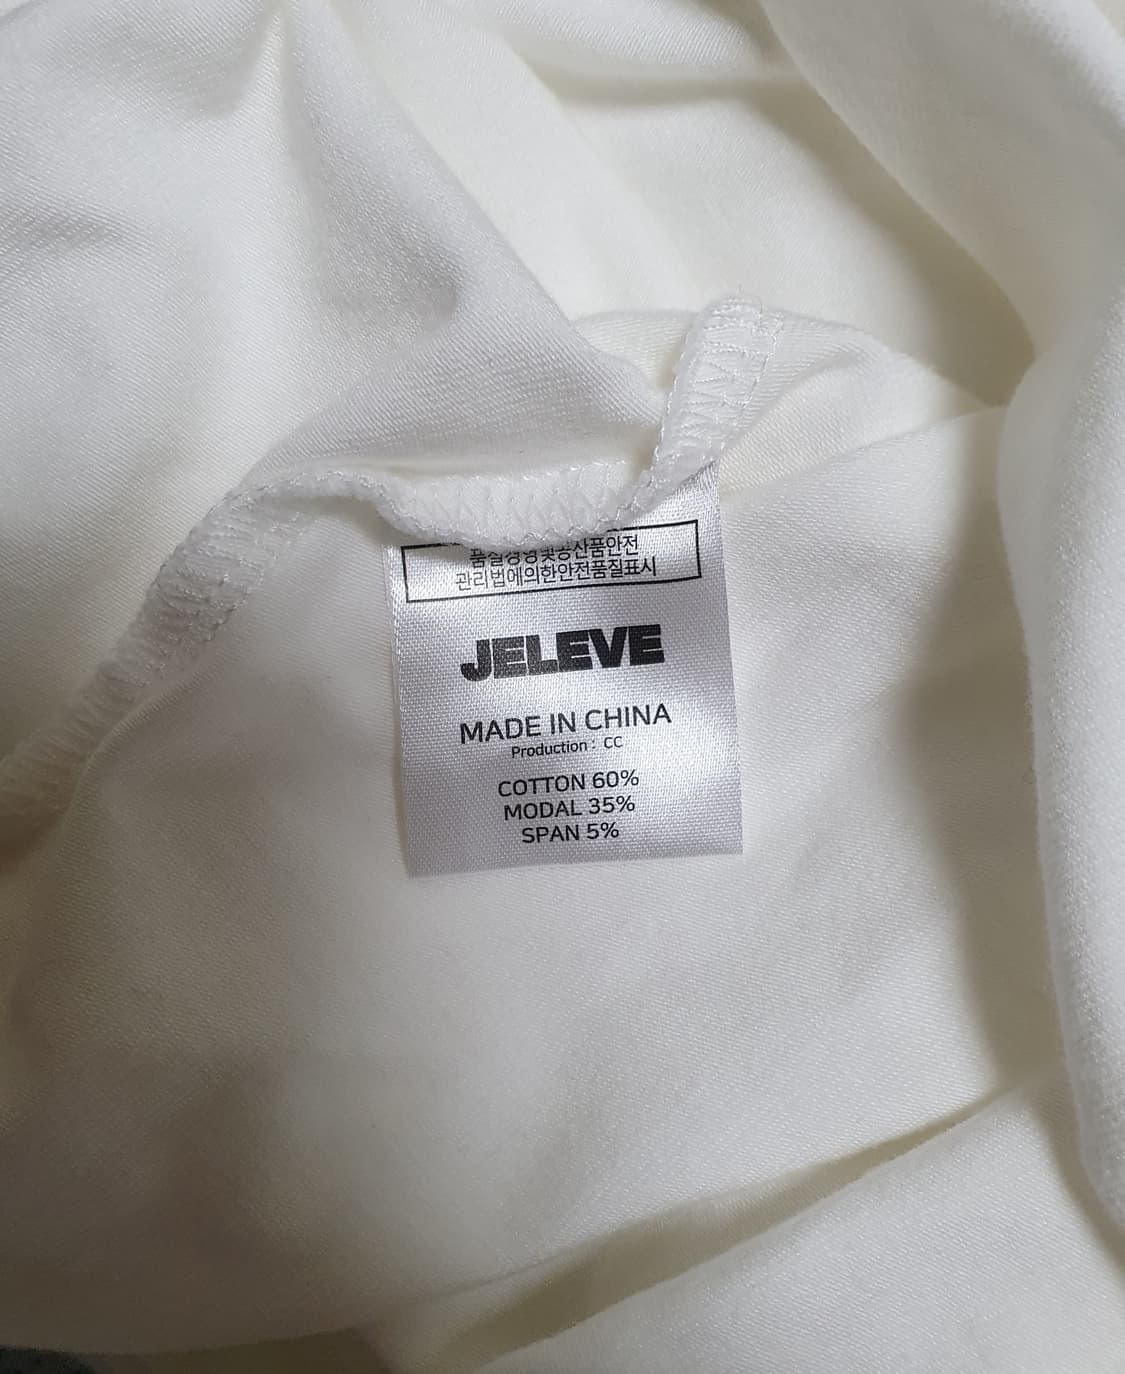 품질경영및공산품안전
관리법에의한안전품질표시
JELEVE
MADE IN CHINA
Production : CC
COTTON 60%
MODAL 35%
SPAN 5%